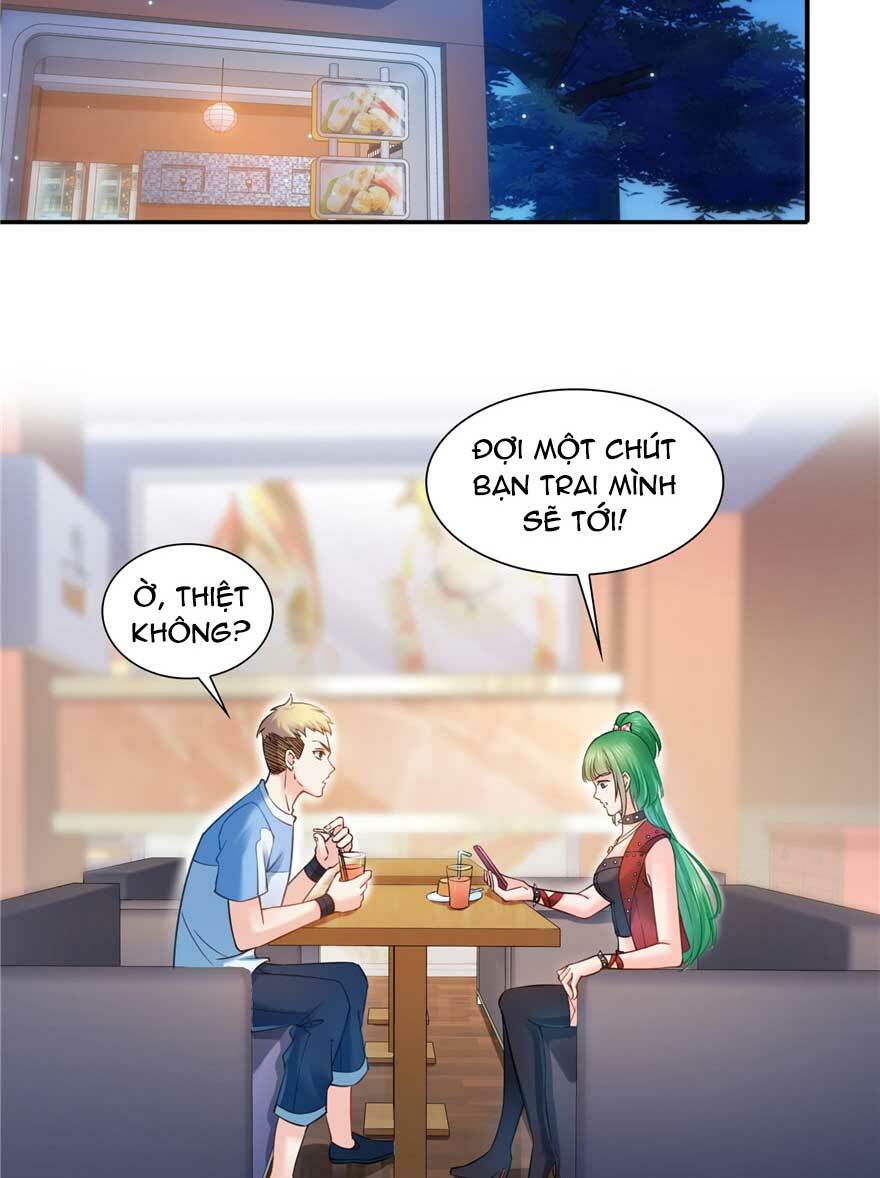 ĐỢI MỘT CHÚT
BẠN TRAI MÌNH
SẼ TỚI!
Ờ, THIỆT
KHÔNG?